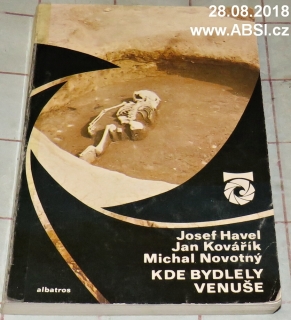 28.08.2018
www.ABSI.cz
Josef Havel
Jan Kovářík
Michal Novotný
KDE BYDLELY
VENUŠE
albatros